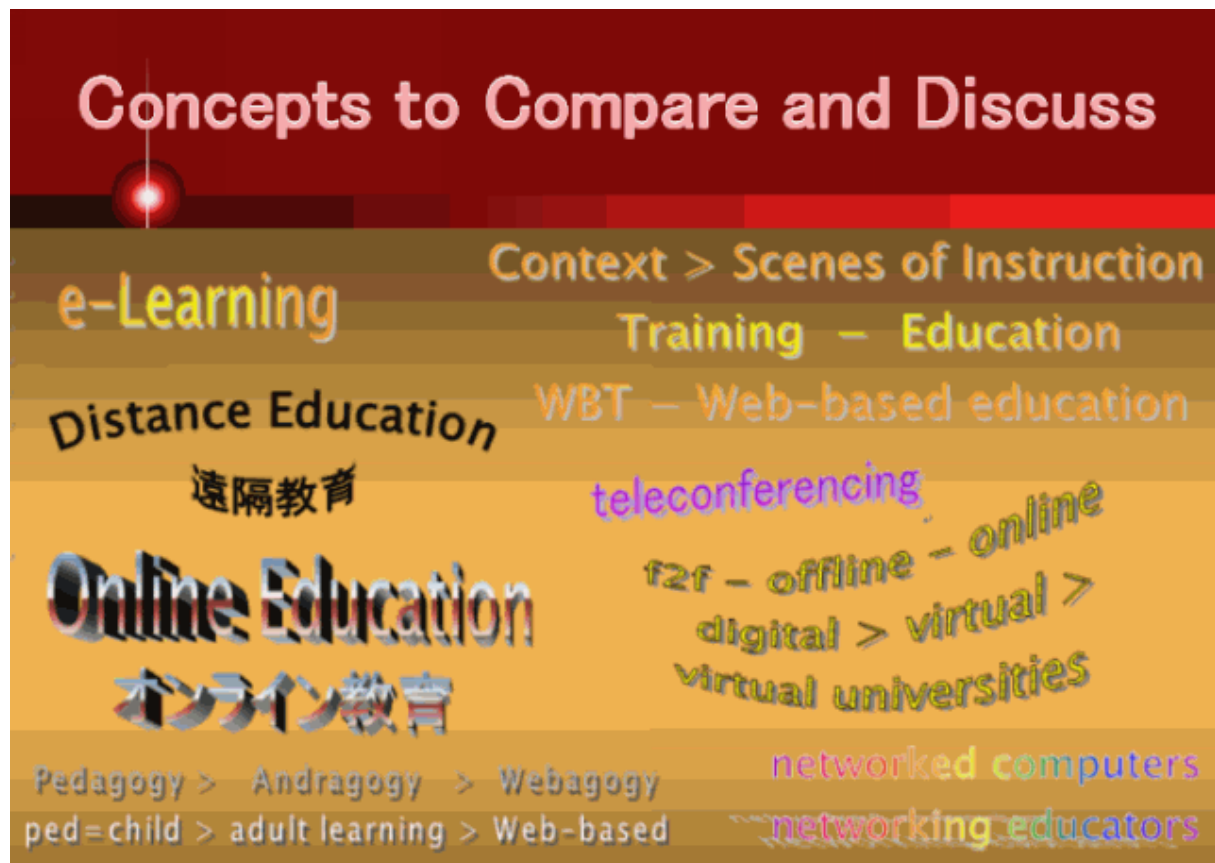 Concepts to Compare and Discuss
e-Learning
Context > Scenes of Instruction
Training - Education
WBT - Web-based education
Distance Education
遠隔教育
teleconferencing
f2f - offline - online
digital > virtual >
virtual universities
Online Education
オンライン教育
Pedagogy > Andragogy > Webagogy
ped=child > adult learning > Web-based
networked computers
networking educators